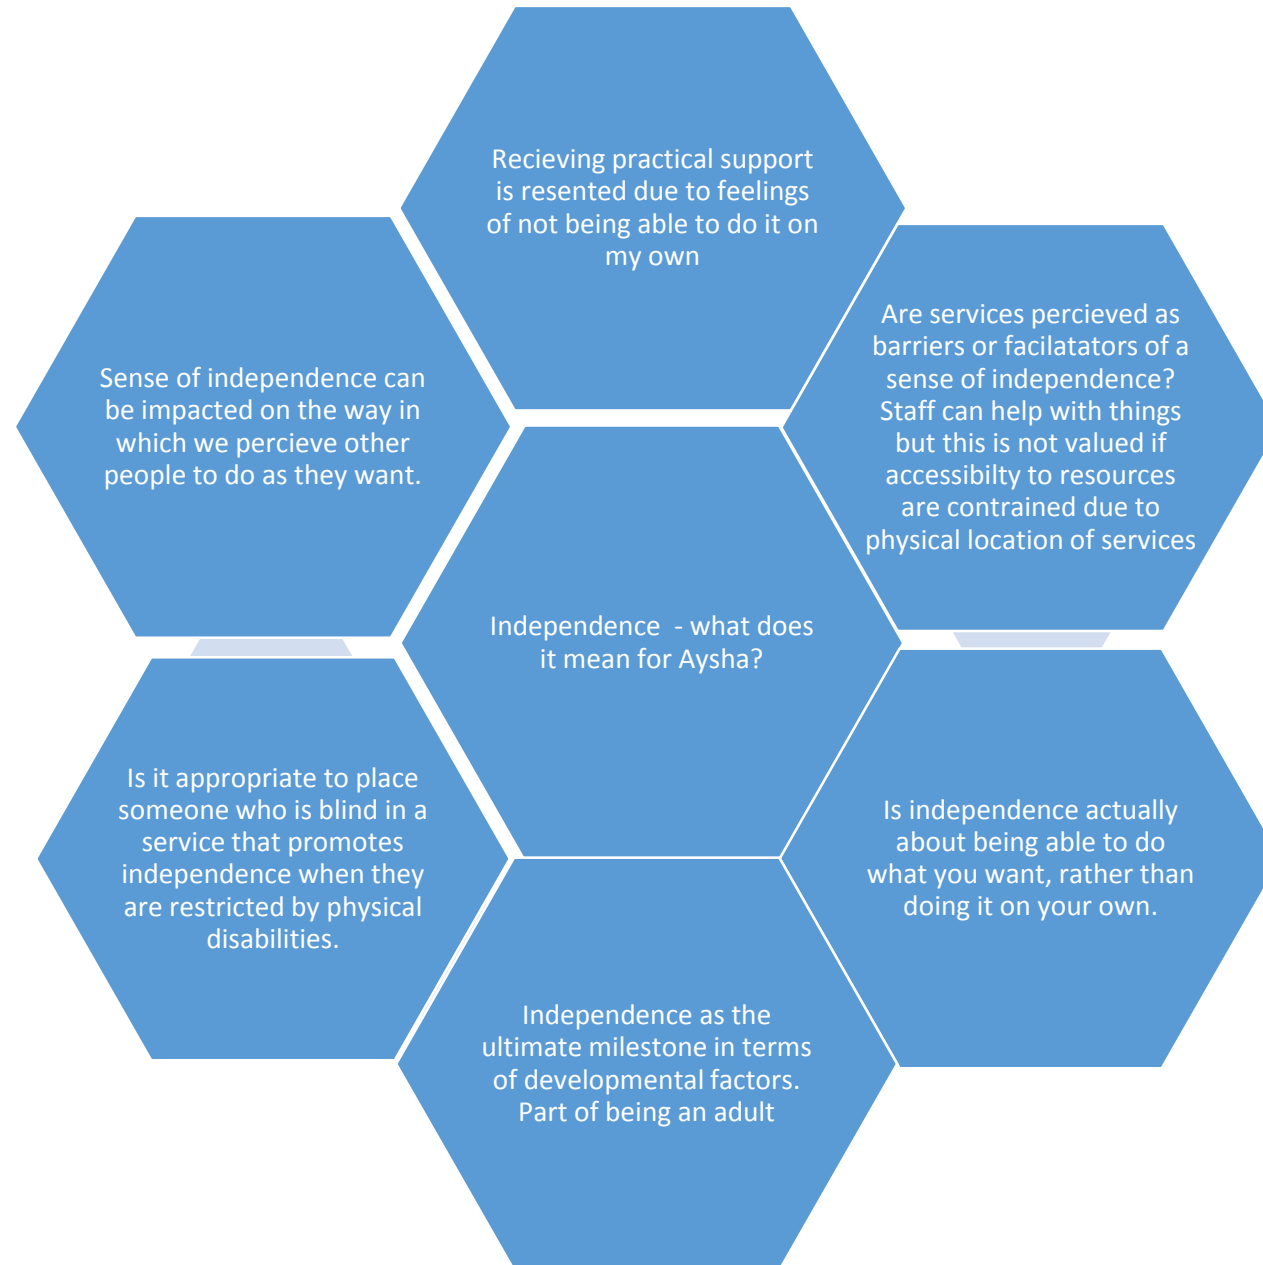 Recieving practical support
is resented due to feelings
of not being able to do it on
my own
Are services percieved as
barriers or facilatators of a
sense of independence?
Staff can help with things
but this is not valued if
accessibilty to resources
are contrained due to
physical location of services
Sense of independence can
be impacted on the way in
which we percieve other
people to do as they want.
Independence  - what does
it mean for Aysha?
Is it appropriate to place
someone who is blind in a
service that promotes
independence when they
are restricted by physical
disabilities.
Is independence actually
about being able to do
what you want, rather than
doing it on your own.
Independence as the
ultimate milestone in terms
of developmental factors.
Part of being an adult